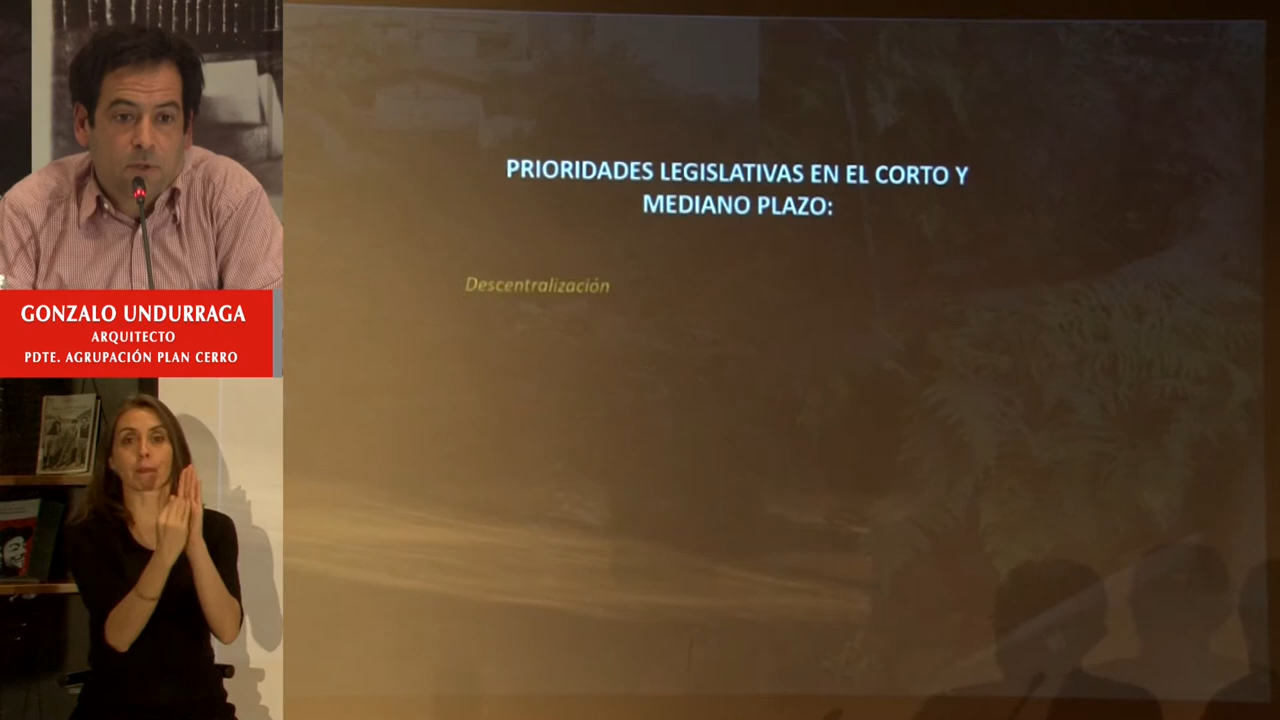 GONZALO UNDURRAGA
ARQUITECTO
PDTE. AGRUPACIÓN PLAN CERRO
PRIORIDADES LEGISLATIVAS EN EL CORTO Y
MEDIANO PLAZO:
Descentralización